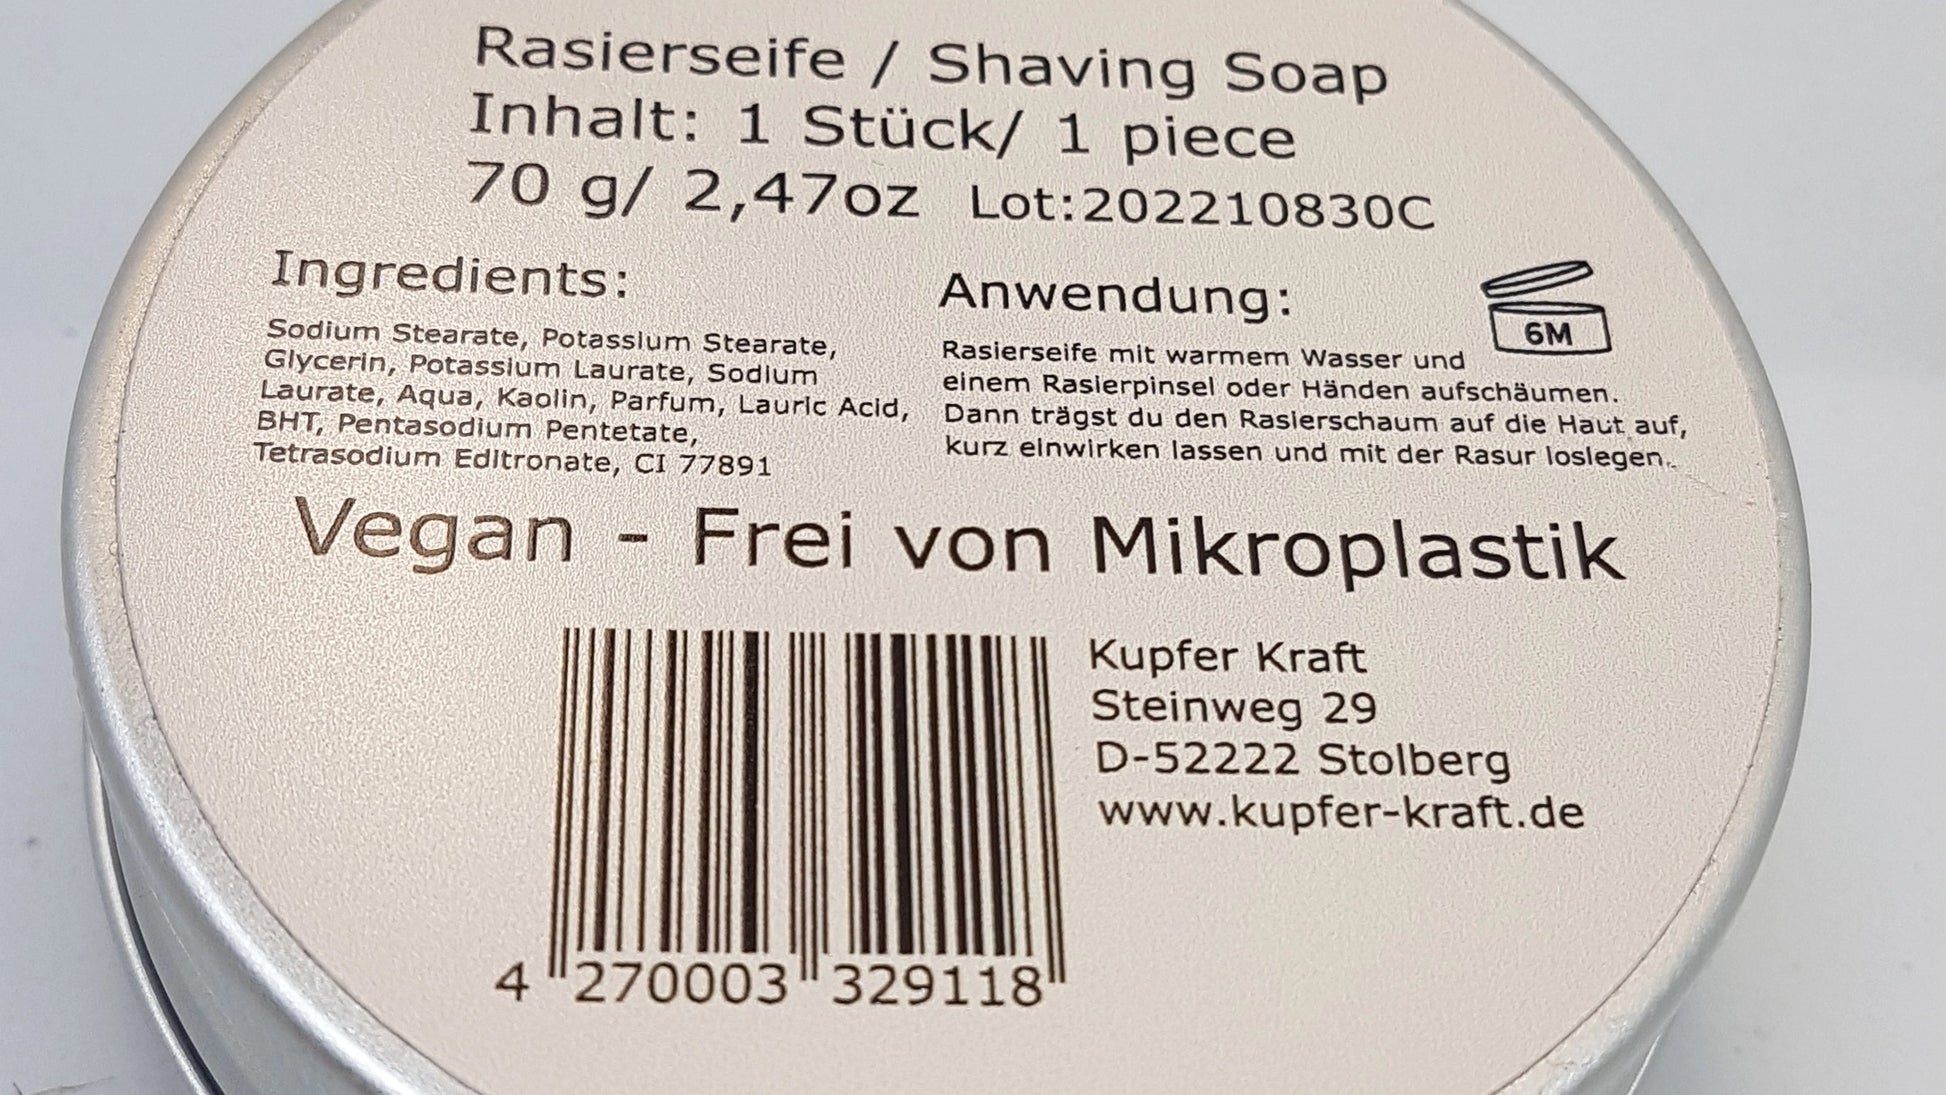 Rasierseife / Shaving Soap
Inhalt: 1 Stück/ 1 piece
70 g/ 2,47oz Lot:202210830C
Ingredients:
Sodium Stearate, Potassium Stearate,
Glycerin, Potassium Laurate, Sodium
Laurate, Aqua, Kaolin, Parfum, Lauric Acid,
BHT, Pentasodium Pentetate,
Tetrasodium Editronate, CI 77891
Anwendung:
6M
Rasierseife mit warmem Wasser und
einem Rasierpinsel oder Händen aufschäumen.
Dann trägst du den Rasierschaum auf die Haut auf,
kurz einwirken lassen und mit der Rasur loslegen.
Vegan - Frei von Mikroplastik
Kupfer Kraft
Steinweg 29
D-52222 Stolberg
www.kupfer-kraft.de
4 270003 329118